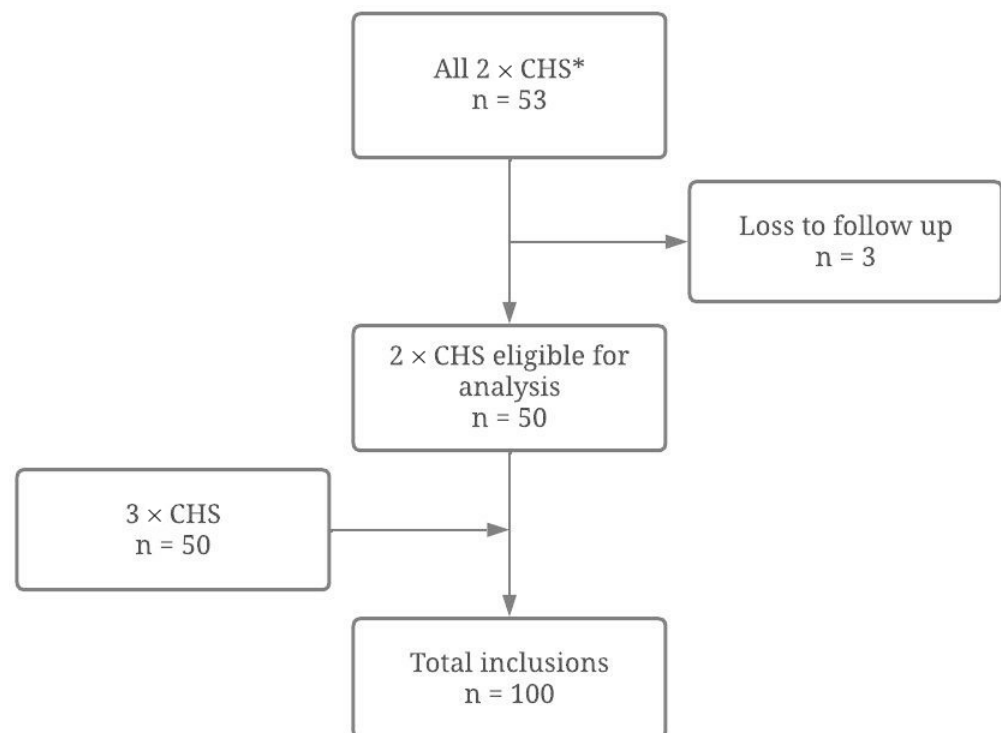 All 2 × CHS*
n = 53
Loss to follow up
n = 3
2 × CHS eligible for
analysis
n = 50
3 × CHS
n = 50
Total inclusions
n = 100